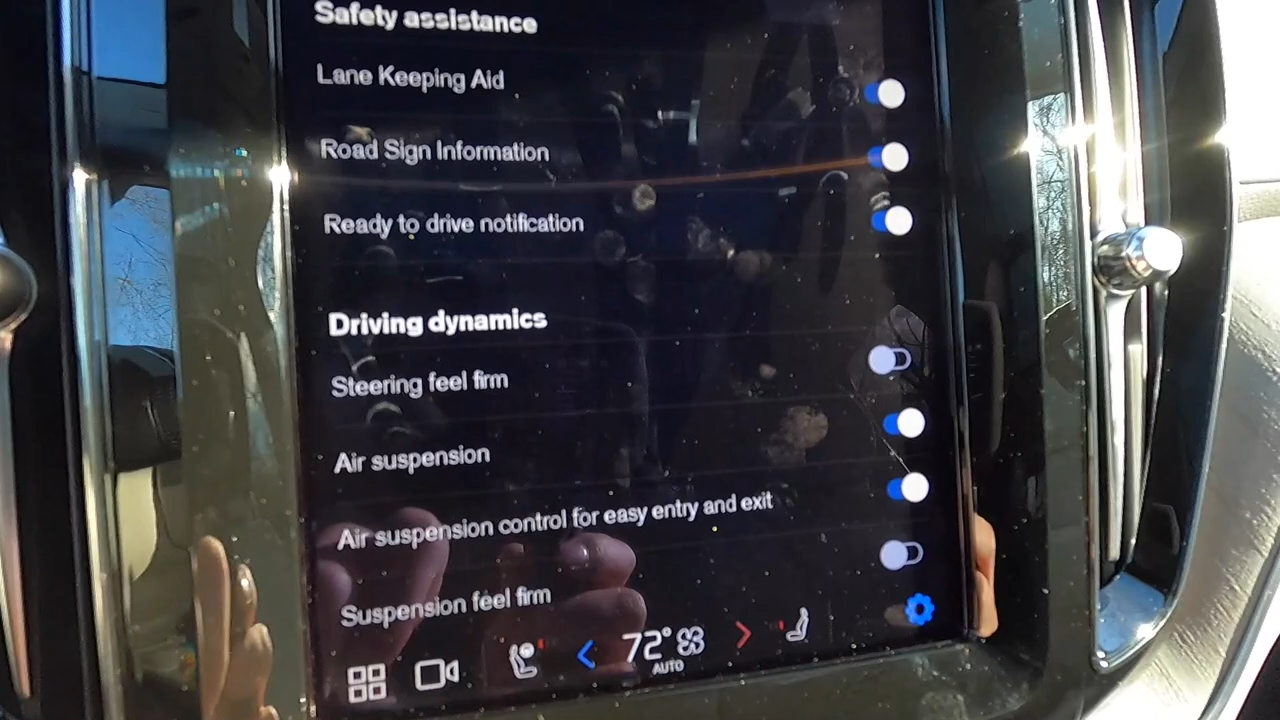 Safety assistance
Lane Keeping Aid
Road Sign Information
Ready to drive notification
Driving dynamics
Steering feel firm
Air suspension
Air suspension control for easy entry and exit
Suspension feel firm
72°
AUTO